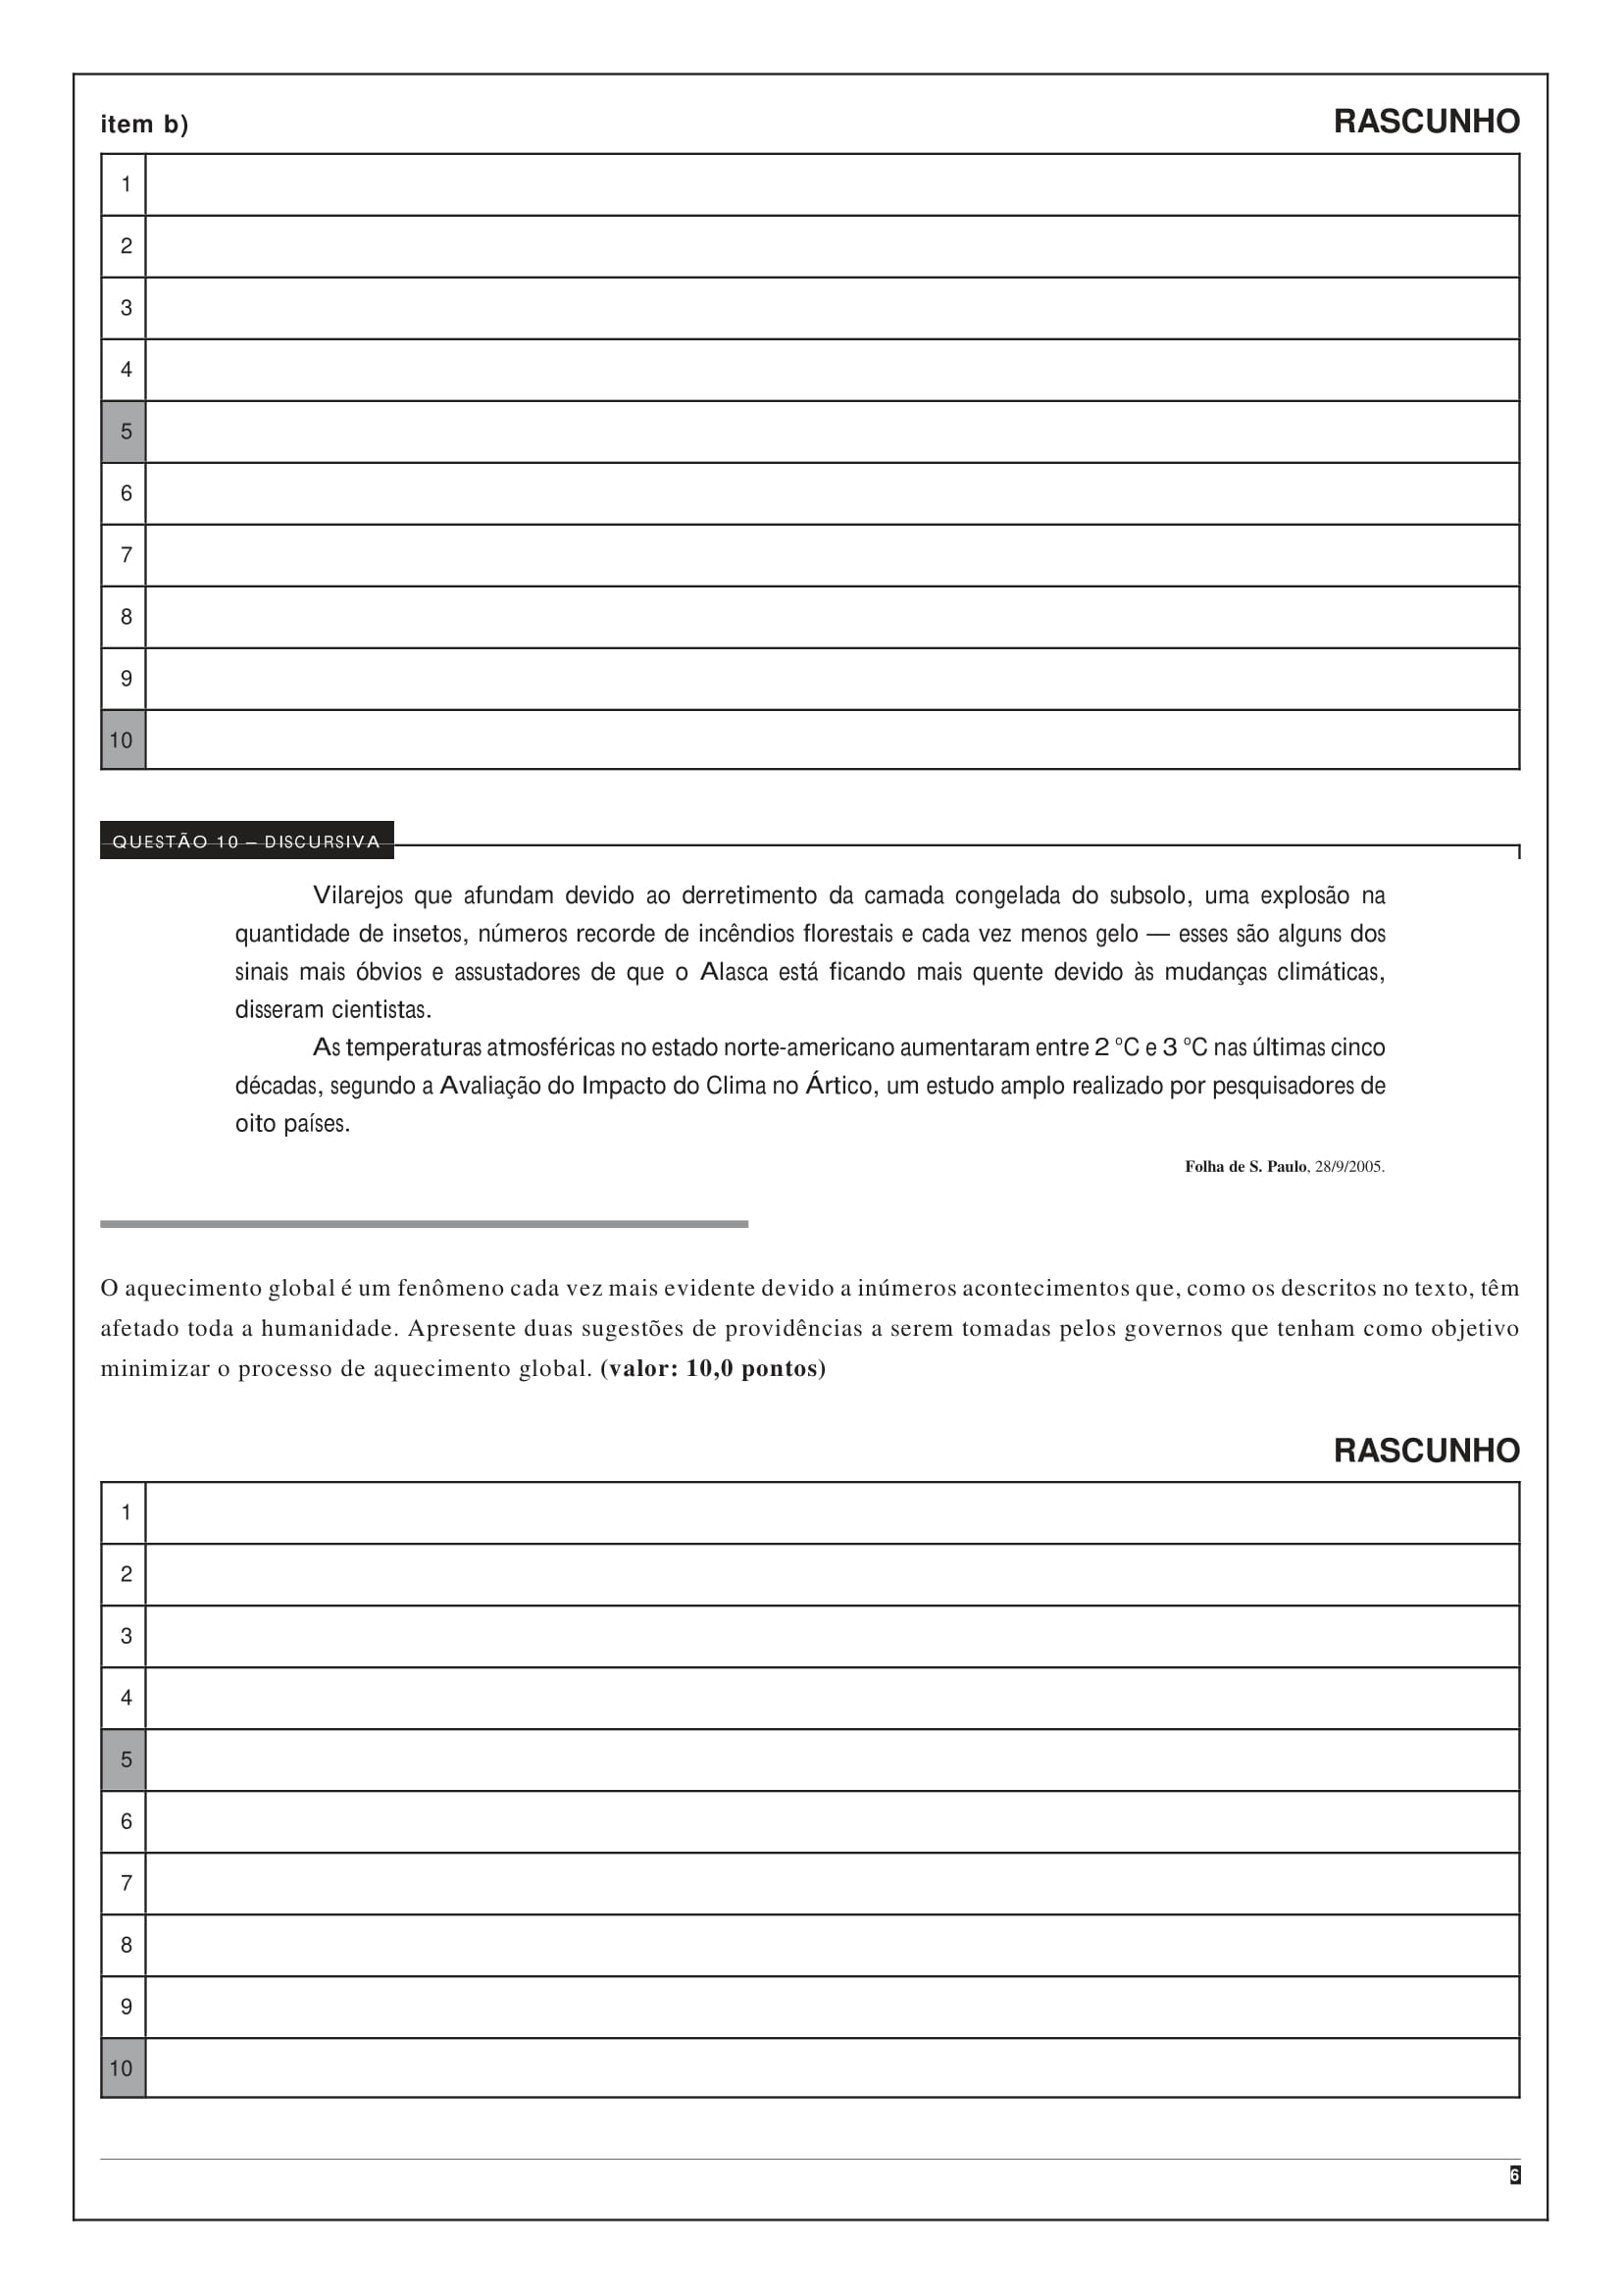 item b)
RASCUNHO
1
2
3
4
5
6
7
8
9
10
QUESTÃO 10 – DISCURSIVA
Vilarejos que afundam devido ao derretimento da camada congelada do subsolo, uma explosão na
quantidade de insetos, números recorde de incêndios florestais e cada vez menos gelo — esses são alguns dos
sinais mais óbvios e assustadores de que o Alasca está ficando mais quente devido às mudanças climáticas,
disseram cientistas.
As temperaturas atmosféricas no estado norte-americano aumentaram entre 2 ºC e 3 ºC nas últimas cinco
décadas, segundo a Avaliação do Impacto do Clima no Ártico, um estudo amplo realizado por pesquisadores de
oito países.
Folha de S. Paulo, 28/9/2005.
O aquecimento global é um fenômeno cada vez mais evidente devido a inúmeros acontecimentos que, como os descritos no texto, têm
afetado toda a humanidade. Apresente duas sugestões de providências a serem tomadas pelos governos que tenham como objetivo
minimizar o processo de aquecimento global. (valor: 10,0 pontos)
RASCUNHO
1
2
3
4
5
6
7
8
9
10
6